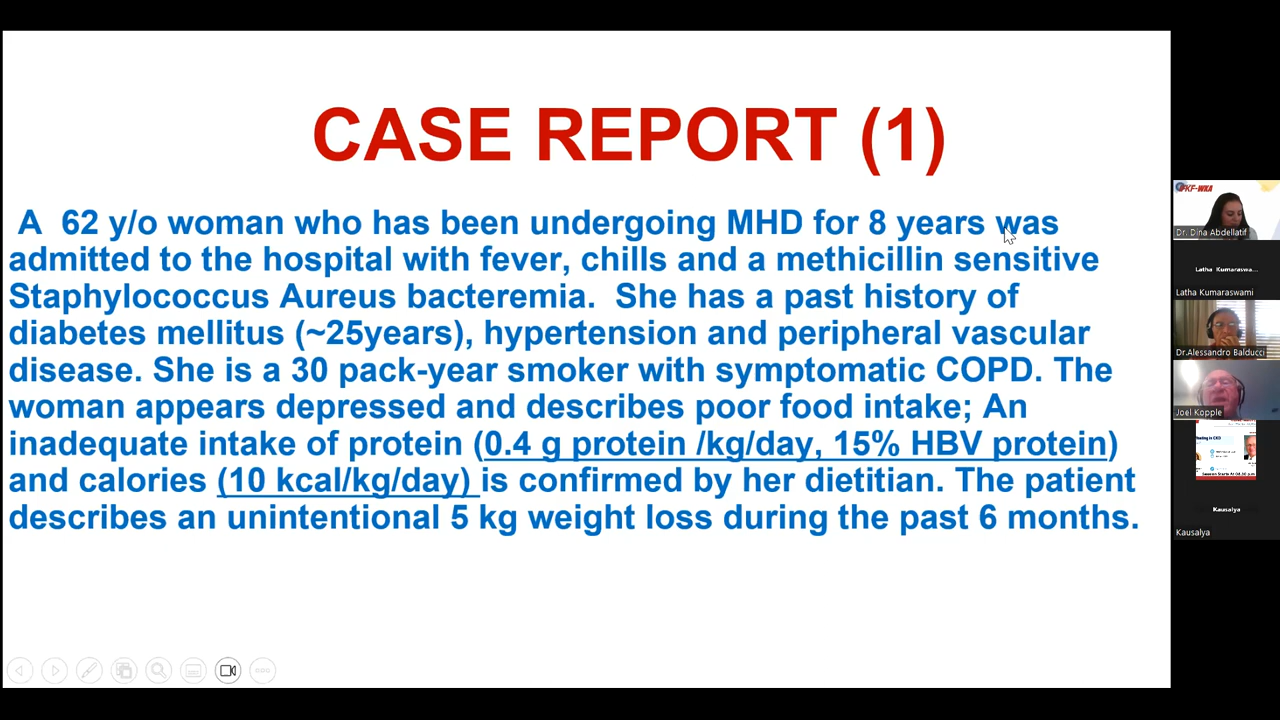 CASE REPORT (1)
A  62 y/o woman who has been undergoing MHD for 8 years was
admitted to the hospital with fever, chills and a methicillin sensitive
Staphylococcus Aureus bacteremia.  She has a past history of
diabetes mellitus (~25years), hypertension and peripheral vascular
disease. She is a 30 pack-year smoker with symptomatic COPD. The
woman appears depressed and describes poor food intake; An
inadequate intake of protein (0.4 g protein /kg/day, 15% HBV protein)
and calories (10 kcal/kg/day) is confirmed by her dietitian. The patient
describes an unintentional 5 kg weight loss during the past 6 months.
Dr. Dina Abdellatif
Latha Kumaraswa...
Latha Kumaraswami
Dr.Alessandro Balducci
Joel Kopple
Kausalya
Kausalya